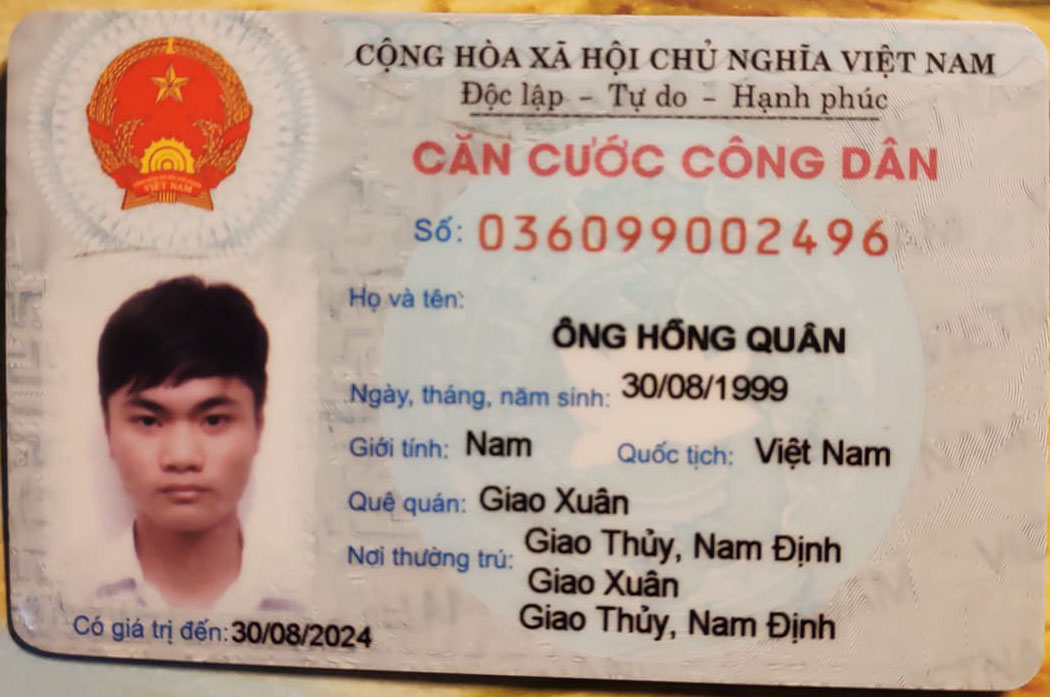 CỘNG HÒA XÃ HỘI CHỦ NGHĨA VIỆT NAM
Độc lập - Tự do - Hạnh phúc
CĂN CƯỚC CÔNG DÂN
Số: 036099002496
Họ và tên:
ÔNG HỒNG QUÂN
Ngày, tháng, năm sinh: 30/08/1999
Giới tính: Nam Quốc tịch: Việt Nam
Quê quán: Giao Xuân
Giao Thủy, Nam Định
Nơi thường trú: Giao Xuân
Giao Thủy, Nam Định
Có giá trị đến: 30/08/2024
VIỆT NAM